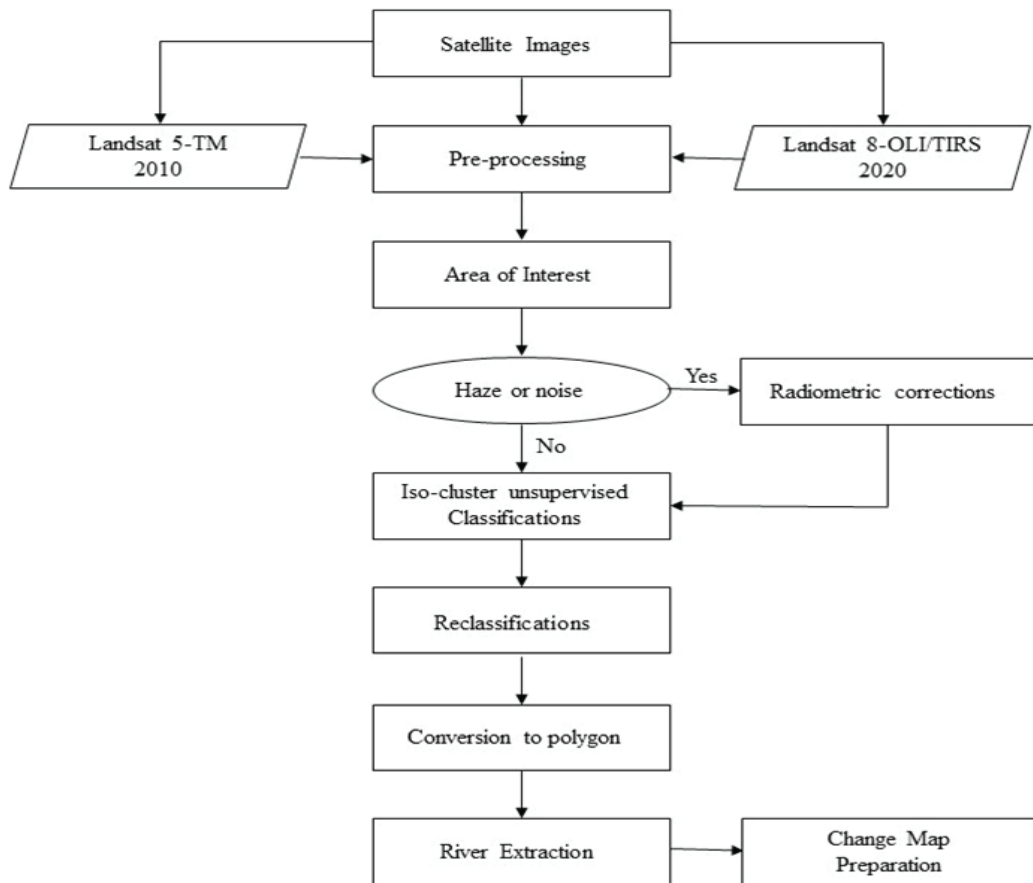 Satellite Images
Landsat 5-TM
2010
Pre-processing
Landsat 8-OLI/TIRS
2020
Area of Interest
Haze or noise
Yes
Radiometric corrections
No
Iso-cluster unsupervised
Classifications
Reclassifications
Conversion to polygon
River Extraction
Change Map
Preparation